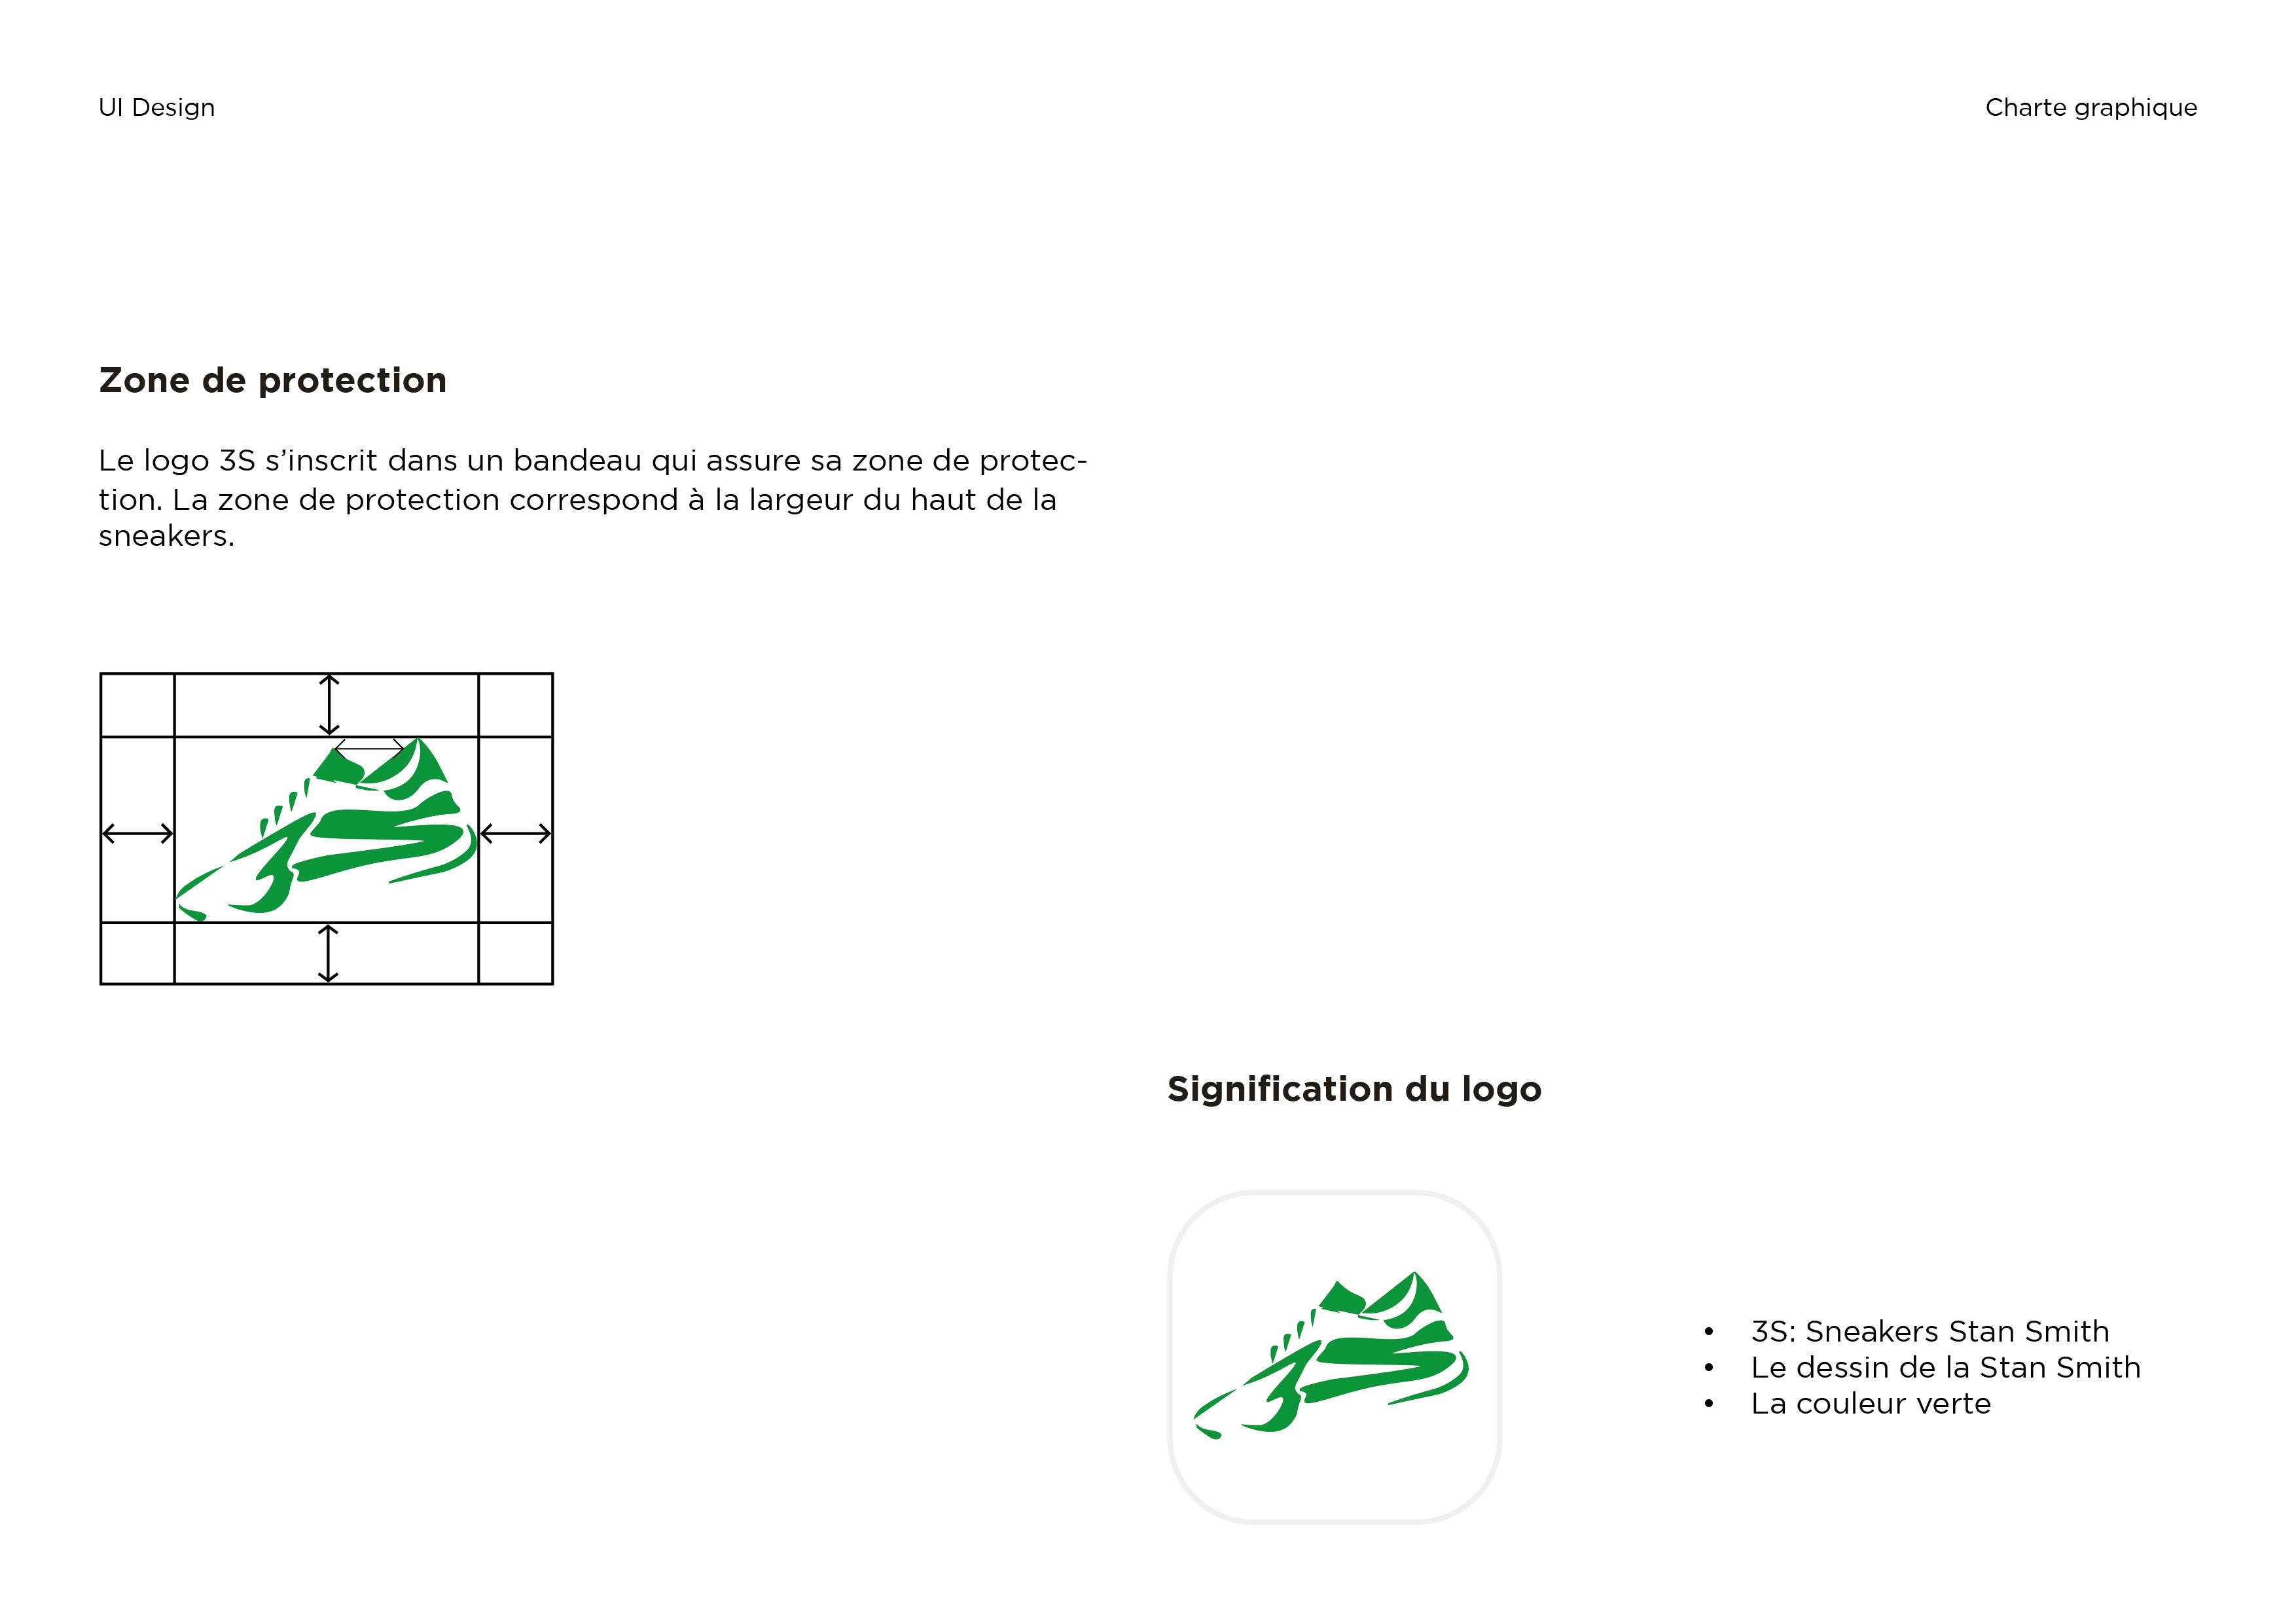 UI Design
Charte graphique
Zone de protection
Le logo 3S s’inscrit dans un bandeau qui assure sa zone de protec-
tion. La zone de protection correspond à la largeur du haut de la
sneakers.
Signification du logo
• 3S: Sneakers Stan Smith
• Le dessin de la Stan Smith
• La couleur verte